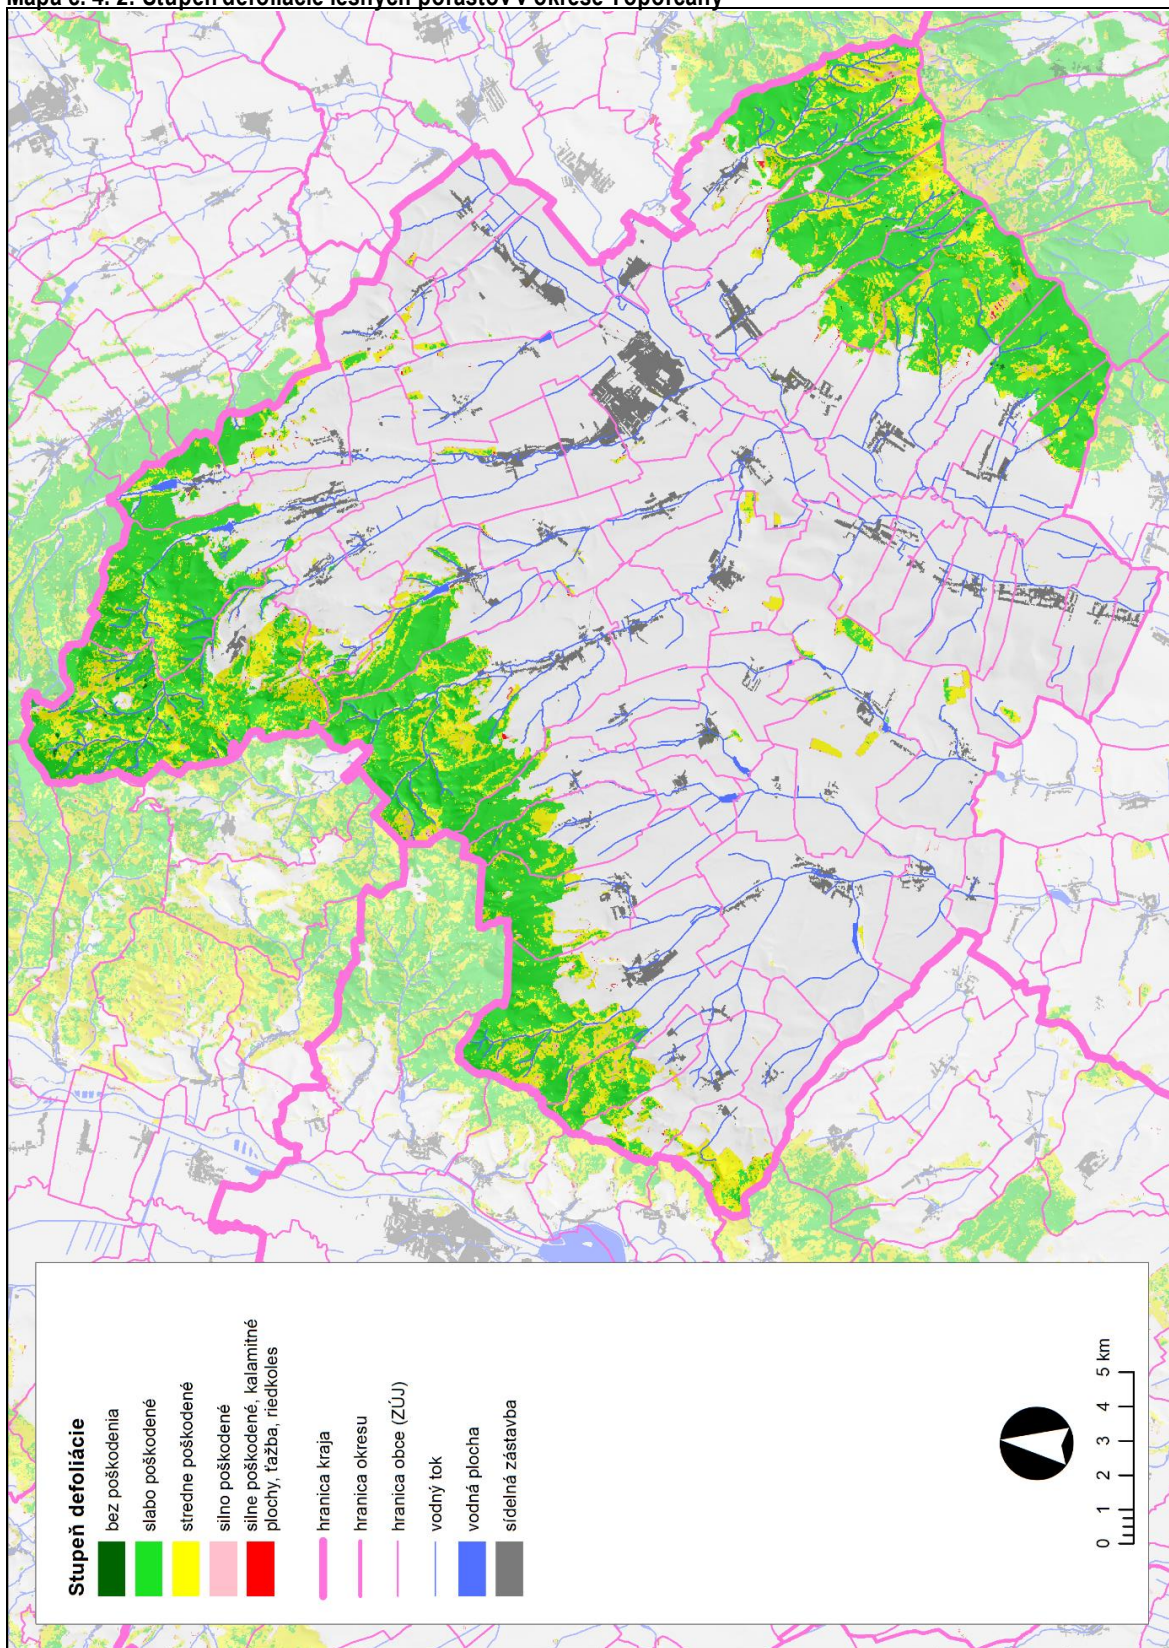 Mapa č. 4. 2: Stupeň defoliácie lesných porastov v okrese Topoľčany
Stupeň defoliácie
bez poškodenia
slabo poškodené
stredne poškodené
silno poškodené
silne poškodené, kalamitné
plochy, ťažba, riedkoles
hranica kraja
hranica okresu
hranica obce (ZÚJ)
vodný tok
vodná plocha
sídelná zástavba
0 1 2 3 4 5 km